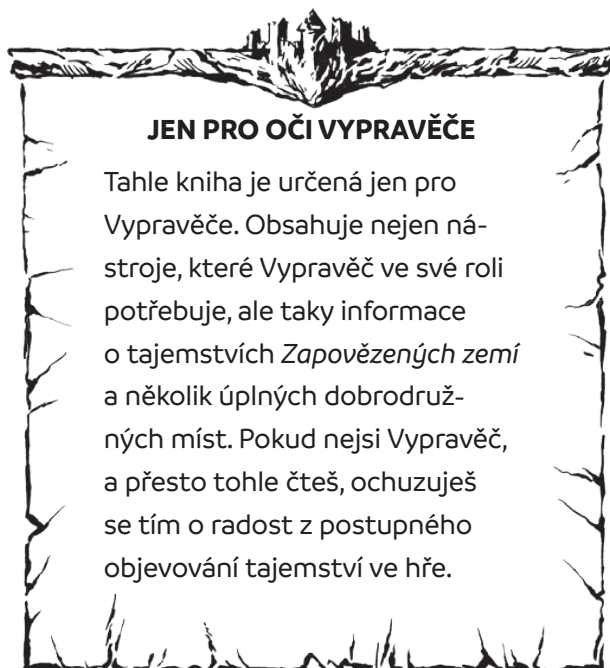 JEN PRO OČI VYPRAVĚČE
Tahle kniha je určená jen pro
Vypravěče. Obsahuje nejen ná-
stroje, které Vypravěč ve své roli
potřebuje, ale taky informace
o tajemstvích Zapovězených zemí
a několik úplných dobrodruž-
ných míst. Pokud nejsi Vypravěč,
a přesto tohle čteš, ochuzuješ
se tím o radost z postupného
objevování tajemství ve hře.